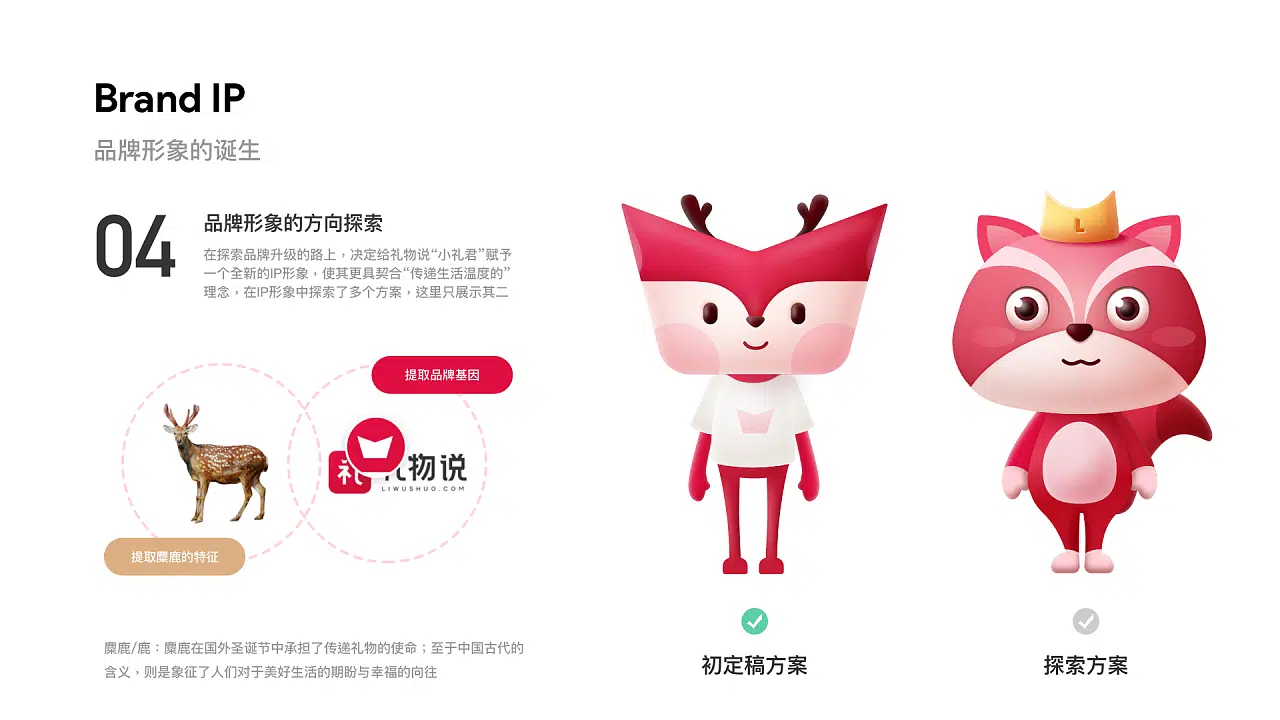 Brand IP
品牌形象的诞生
04
品牌形象的方向探索
在探索品牌升级的路上，决定给礼物说“小礼君”赋予
一个全新的IP形象，使其更具契合“传递生活温度的”
理念，在IP形象中探索了多个方案，这里只展示其二
提取品牌基因
礼
礼物说
LIWUSHUO.COM
提取麋鹿的特征
麋鹿/鹿：麋鹿在国外圣诞节中承担了传递礼物的使命；至于中国古代的
含义，则是象征了人们对于美好生活的期盼与幸福的向往
L
初定稿方案
探索方案